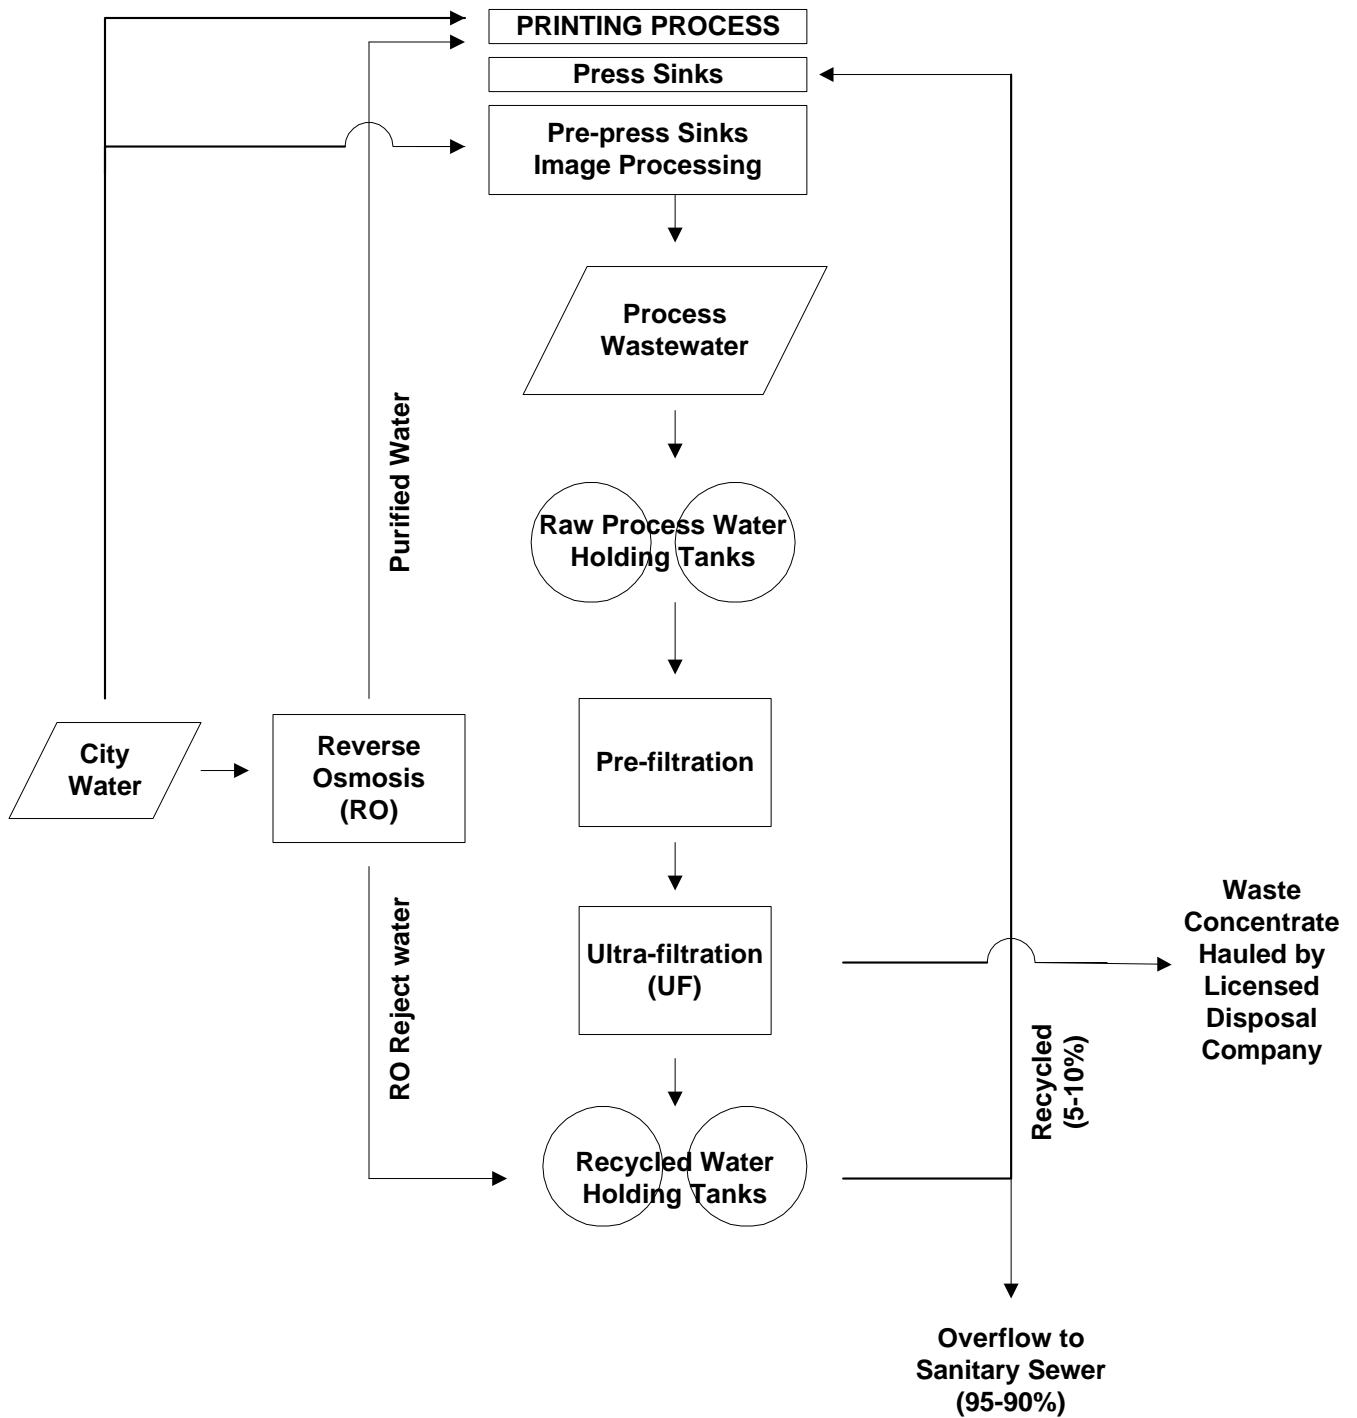 PRINTING PROCESS
Press Sinks
Pre-press Sinks
Image Processing
Process
Wastewater
Purified Water
Raw Process Water
Holding Tanks
City
Water
Reverse
Osmosis
(RO)
Pre-filtration
RO Reject water
Ultra-filtration
(UF)
Waste
Concentrate
Hauled by
Licensed
Disposal
Company
Recycled
(5-10%)
Recycled Water
Holding Tanks
Overflow to
Sanitary Sewer
(95-90%)